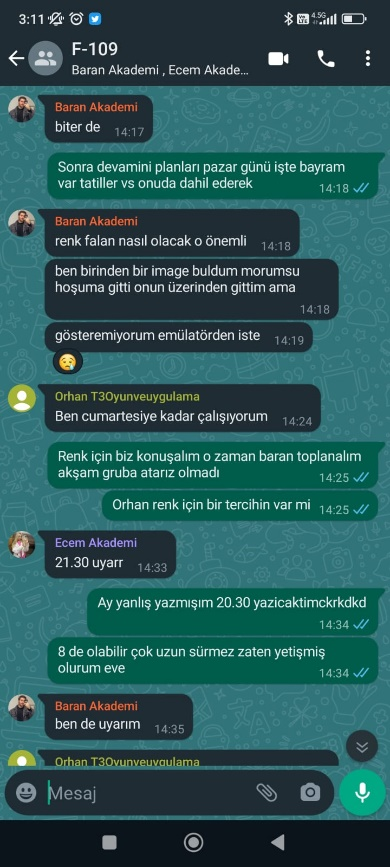 3:11
4.5G
F-109
Baran Akademi , Ecem Akade...
Baran Akademi
biter de 14:17
Sonra devamini planları pazar günü işte bayram
var tatiller vs onuda dahil ederek 14:18
Baran Akademi
renk falan nasıl olacak o önemli 14:18
ben birinden bir image buldum morumsu
hoşuma gitti onun üzerinden gittim ama
14:18
gösteremiyorum emülatörden iste 14:19
Orhan T3Oyunveuygulama
Ben cumartesiye kadar çalışıyorum 14:24
Renk için biz konuşalım o zaman baran toplanalım
akşam gruba atarız olmadı 14:25
Orhan renk için bir tercihin var mi 14:25
Ecem Akademi
21.30 uyarr 14:33
Ay yanlış yazmışım 20.30 yazicaktimckrkdkd
14:34
8 de olabilir çok uzun sürmez zaten yetişmiş
olurum eve 14:34
Baran Akademi
ben de uyarım 14:35
Orhan T3Oyunveuygulama
Mesaj